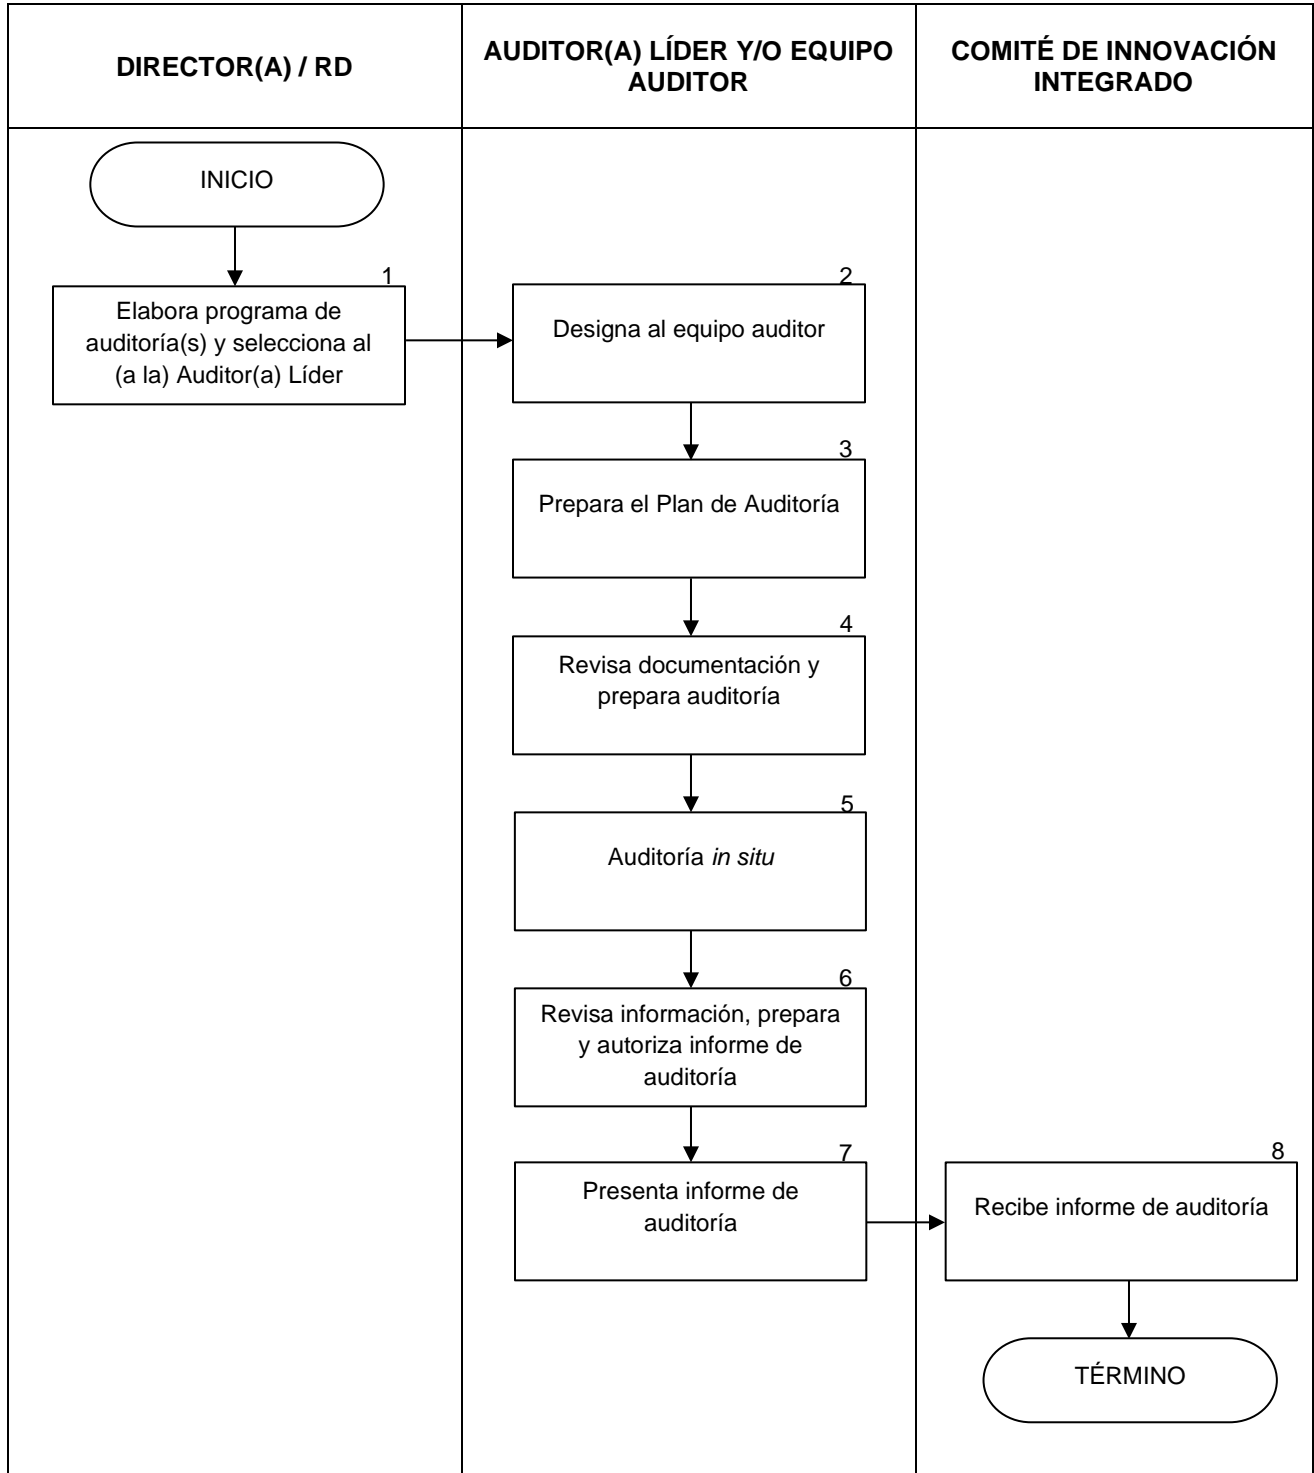 DIRECTOR(A) / RD
AUDITOR(A) LÍDER Y/O EQUIPO
AUDITOR
COMITÉ DE INNOVACIÓN
INTEGRADO
INICIO
1
Elabora programa de
auditoría(s) y selecciona al
(a la) Auditor(a) Líder
2
Designa al equipo auditor
3
Prepara el Plan de Auditoría
4
Revisa documentación y
prepara auditoría
5
Auditoría in situ
6
Revisa información, prepara
y autoriza informe de
auditoría
7
Presenta informe de
auditoría
8
Recibe informe de auditoría
TÉRMINO